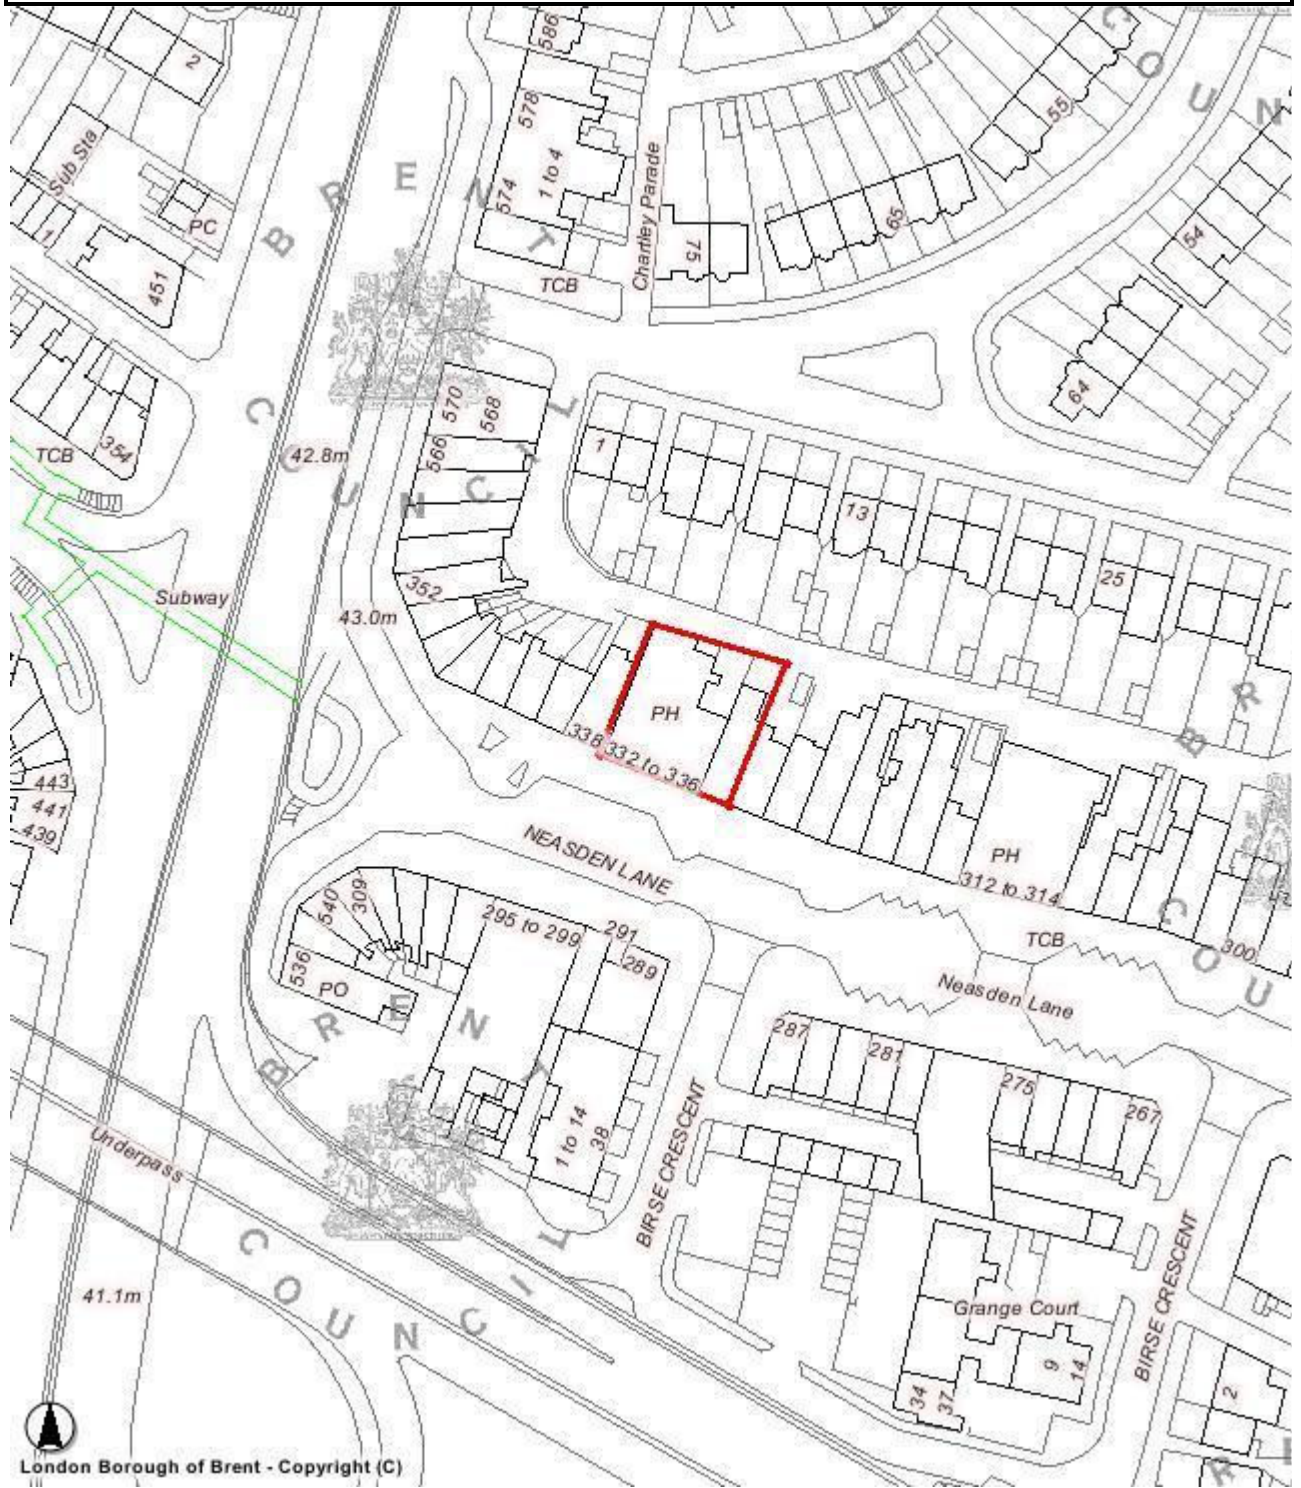 586
2
578
1 to 4
574
Sub Sta
PC
1
451
Chartley Parade
75
TCB
65
55
54
64
BRENT COUNCIL
570
568
566
354
TCB
42.8m
1
13
25
352
Subway
43.0m
PH
338
332 to 336
443
441
439
NEASDEN LANE
PH
312 to 314
TCB
300
Neasden Lane
540
309
295 to 299
291
289
536
PO
287
281
275
267
BRENT COUNCIL
1 to 14
38
BIRSE CRESCENT
Underpass
41.1m
BIRSE CRESCENT
Grange Court
9
14
34
37
2
London Borough of Brent - Copyright (C)